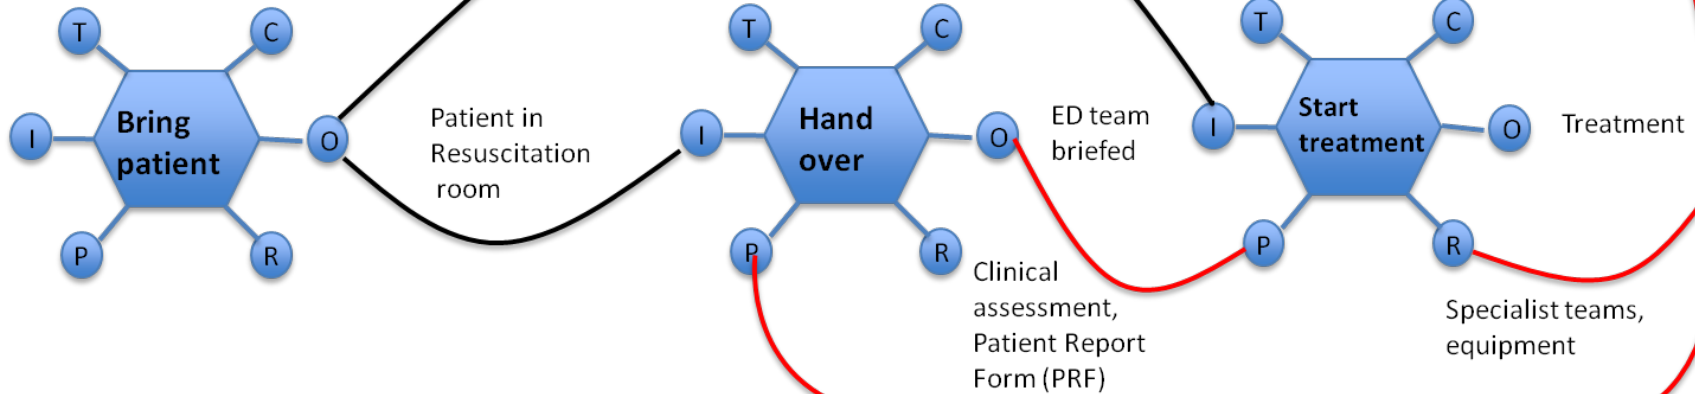 T
C
I
Bring
patient
O
P
R
Patient in
Resuscitation
room
T
C
I
Hand
over
O
P
R
ED team
briefed
Clinical
assessment,
Patient Report
Form (PRF)
T
C
I
Start
treatment
O
P
R
Treatment
Specialist teams,
equipment